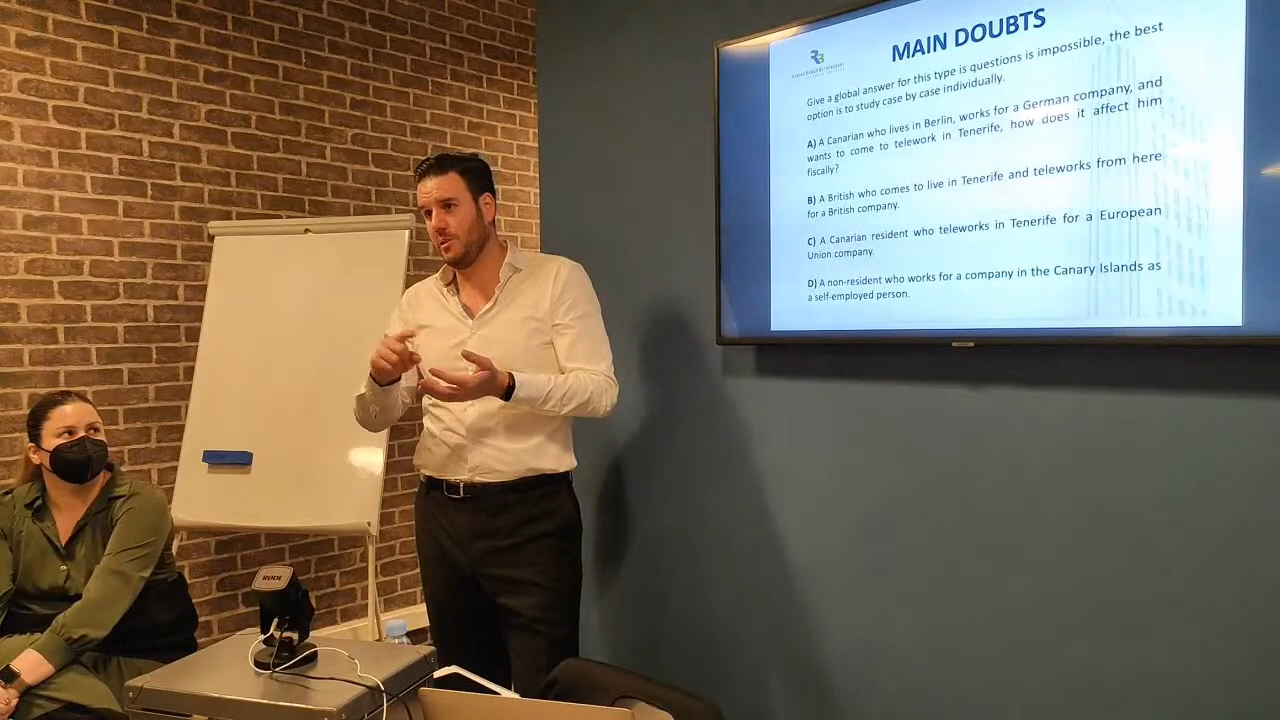 MAIN DOUBTS
RB
Give a global answer for this type is questions is impossible, the best
option is to study case by case individually.
A) A Canarian who lives in Berlin, works for a German company, and
wants to come to telework in Tenerife, how does it affect him
fiscally?
B) A British who comes to live in Tenerife and teleworks from here
for a British company.
C) A Canarian resident who teleworks in Tenerife for a European
Union company.
D) A non-resident who works for a company in the Canary Islands as
a self-employed person.
RØDE